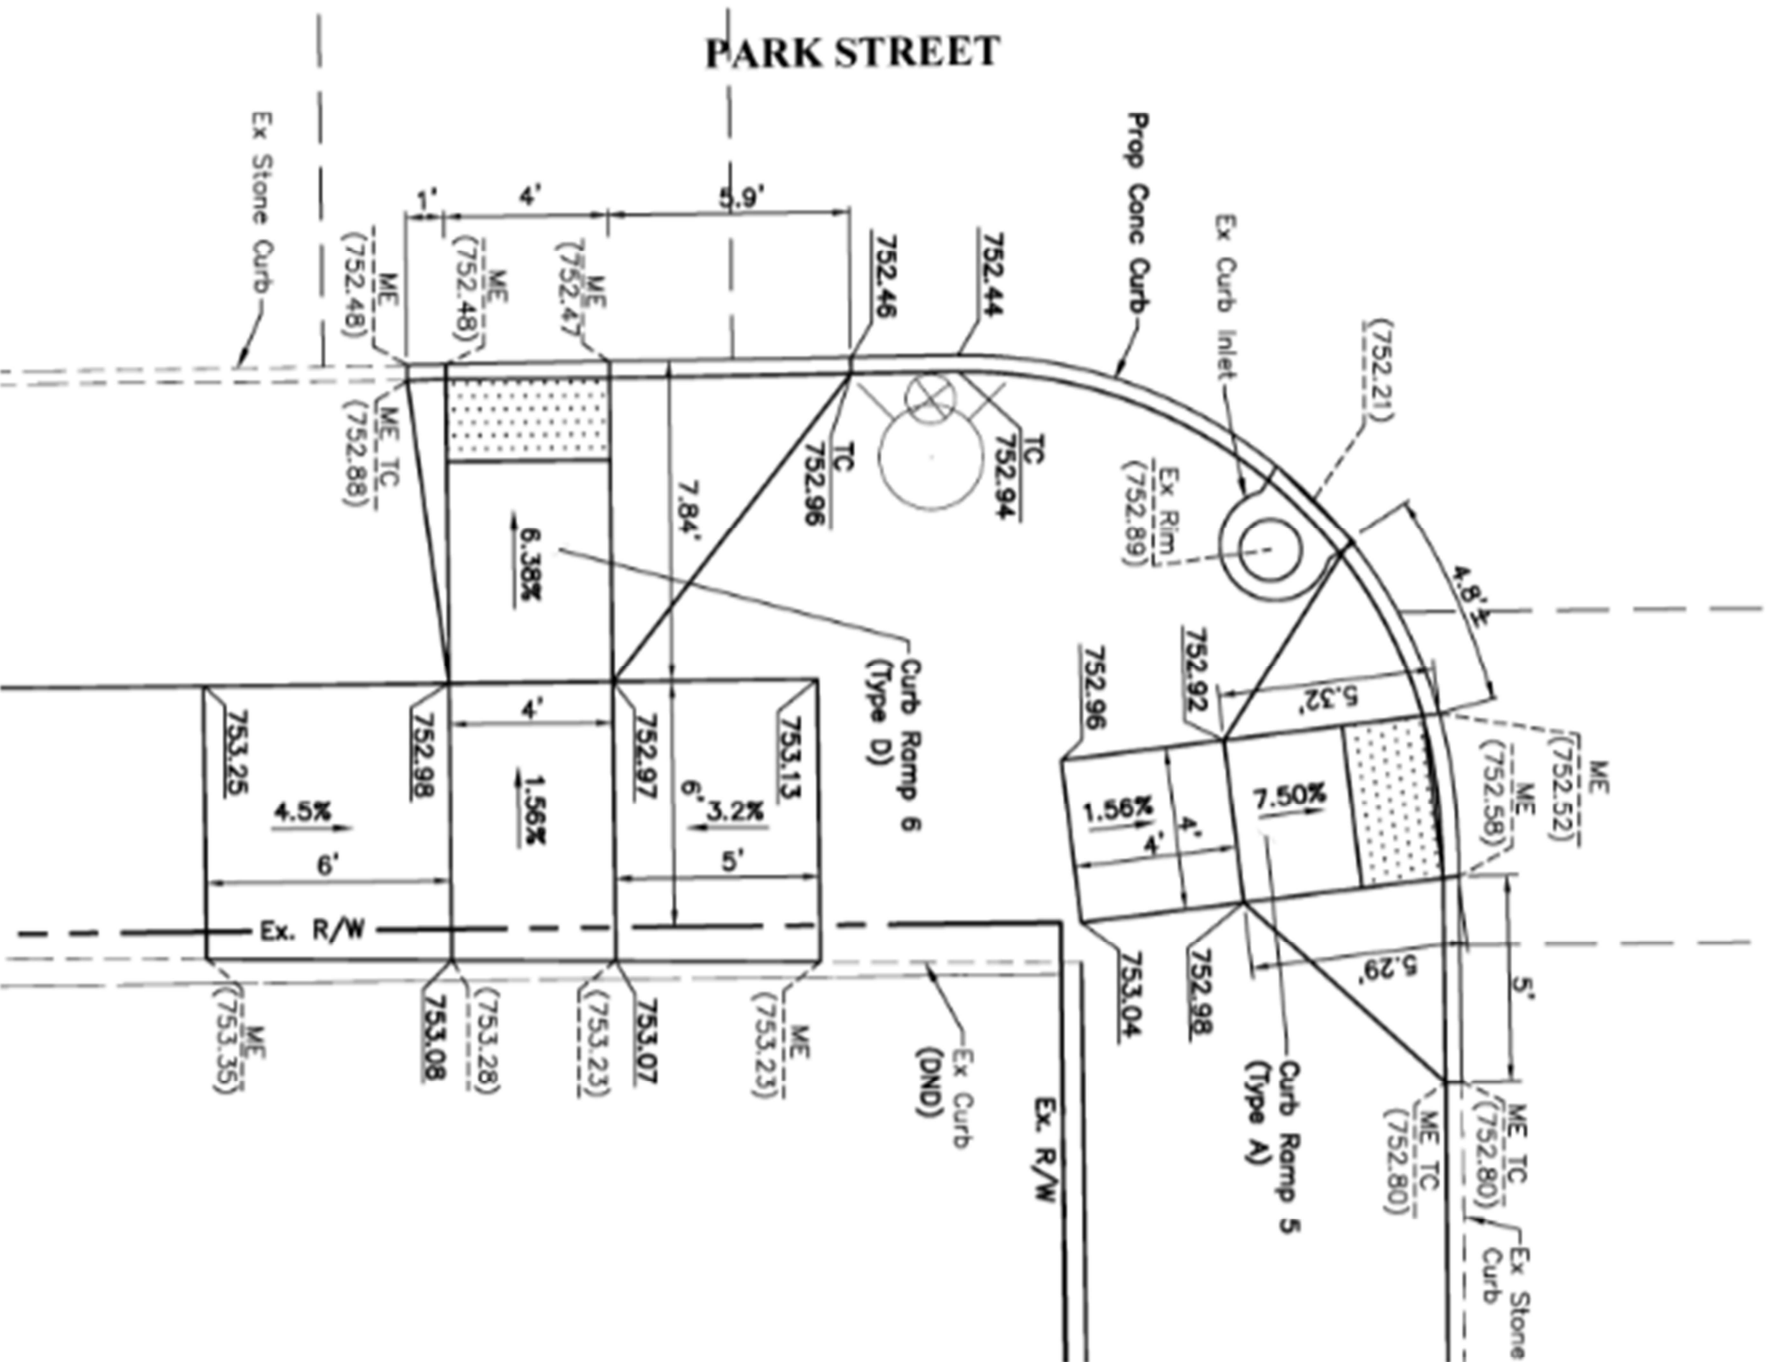 PARK STREET
Ex Stone Curb
1'
4'
5.9'
ME
(752.48)
ME
(752.48)
ME
(752.47
752.46
752.44
Prop Conc Curb
Ex Curb Inlet
(752.21)
ME TC
(752.88)
TC
752.96
TC
752.94
Ex Rim
(752.89)
4.8'±
7.84'
6.38%
Curb Ramp 6
(Type D)
752.96
752.92
5.32'
ME
(752.52)
ME
(752.58)
753.25
752.98
4'
752.97
753.13
4.5%
1.56%
6'
3.2%
6'
5'
1.56%
4'
4'
7.50%
Ex. R/W
753.04
752.98
5.29'
5'
ME
(753.35)
753.08
(753.28)
(753.23)
753.07
ME
(753.23)
Ex Curb
(DND)
Ex. R/W
Curb Ramp 5
(Type A)
ME TC
(752.80)
ME TC
(752.80)
Ex Stone
Curb